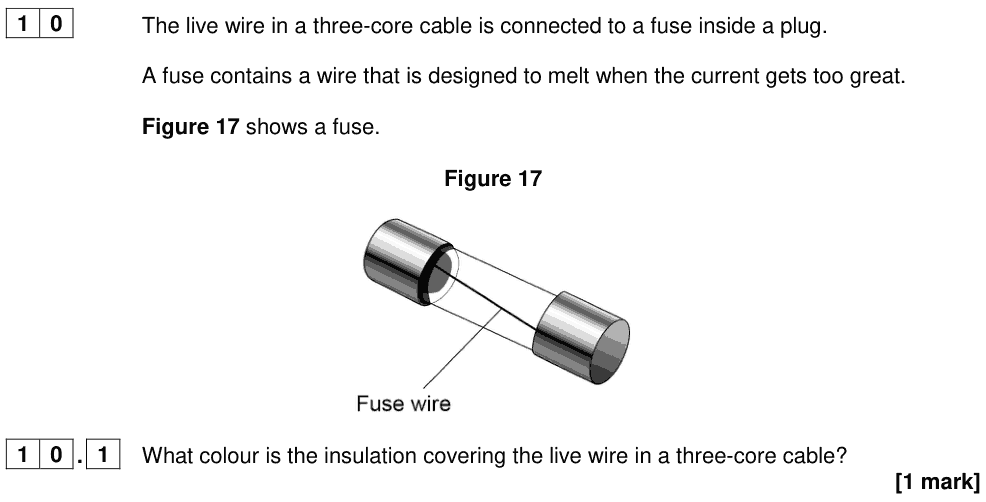 1 0 The live wire in a three-core cable is connected to a fuse inside a plug.
A fuse contains a wire that is designed to melt when the current gets too great.
Figure 17 shows a fuse.
Figure 17
Fuse wire
1 0 . 1 What colour is the insulation covering the live wire in a three-core cable?
[1 mark]